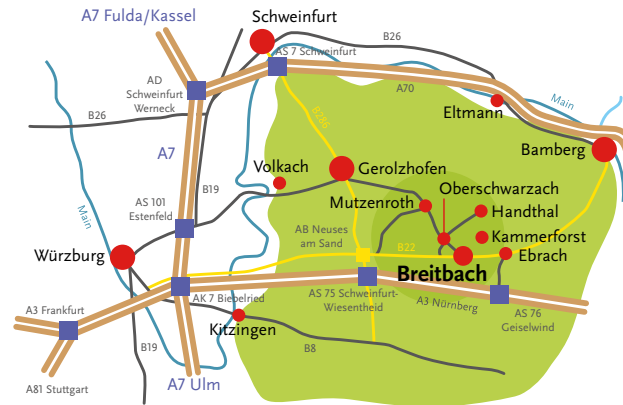 A7 Fulda/Kassel
Schweinfurt
B26
AS 7 Schweinfurt
AD
Schweinfurt
Werneck
A70
Main
B26
Eltmann
B286
A7
Bamberg
Volkach
Gerolzhofen
B19
Oberschwarzach
Mutzenroth
Handthal
AS 101
Estenfeld
Main
AB Neuses
am Sand
Kammerforst
B22
Ebrach
Würzburg
Breitbach
AK 7 Biebelried
AS 75 Schweinfurt-
Wiesentheid
A3 Nürnberg
AS 76
Geiselwind
A3 Frankfurt
Kitzingen
B19
B8
A81 Stuttgart
A7 Ulm